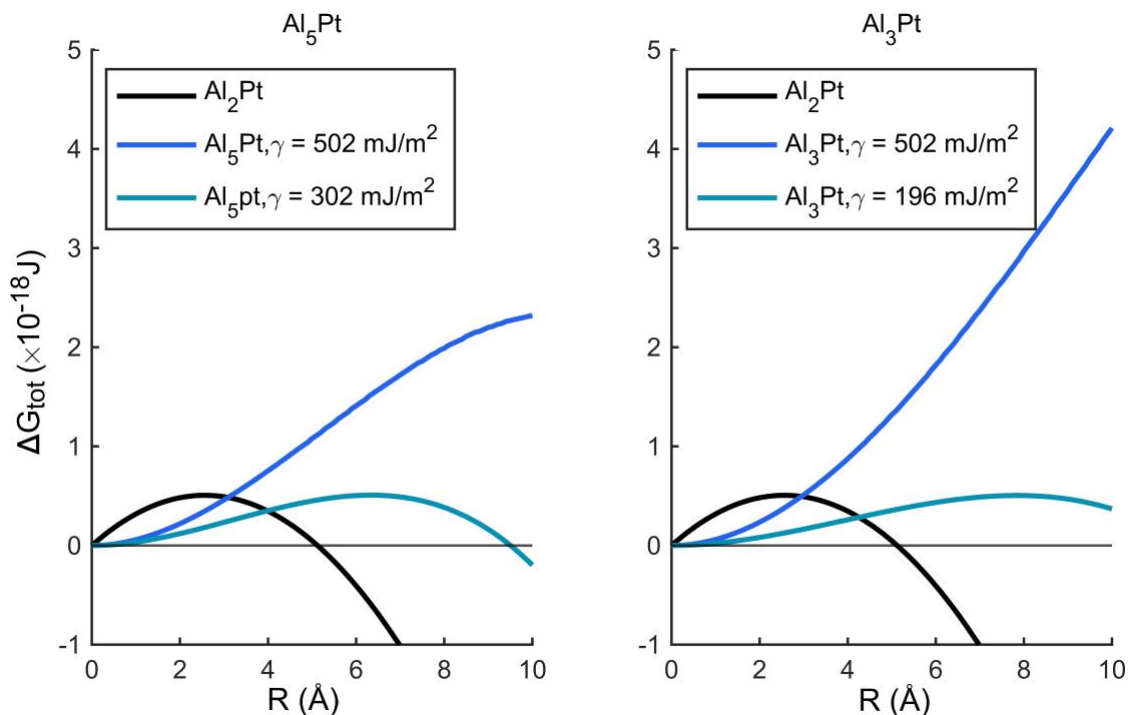 Al₅Pt
5
4
3
2
1
0
-1
ΔG_tot (×10⁻¹⁸J)
Al₂Pt
Al₅Pt,γ = 502 mJ/m²
Al₅pt,γ = 302 mJ/m²
0 2 4 6 8 10
R (Å)
Al₃Pt
5
4
3
2
1
0
-1
Al₂Pt
Al₃Pt,γ = 502 mJ/m²
Al₃Pt,γ = 196 mJ/m²
0 2 4 6 8 10
R (Å)